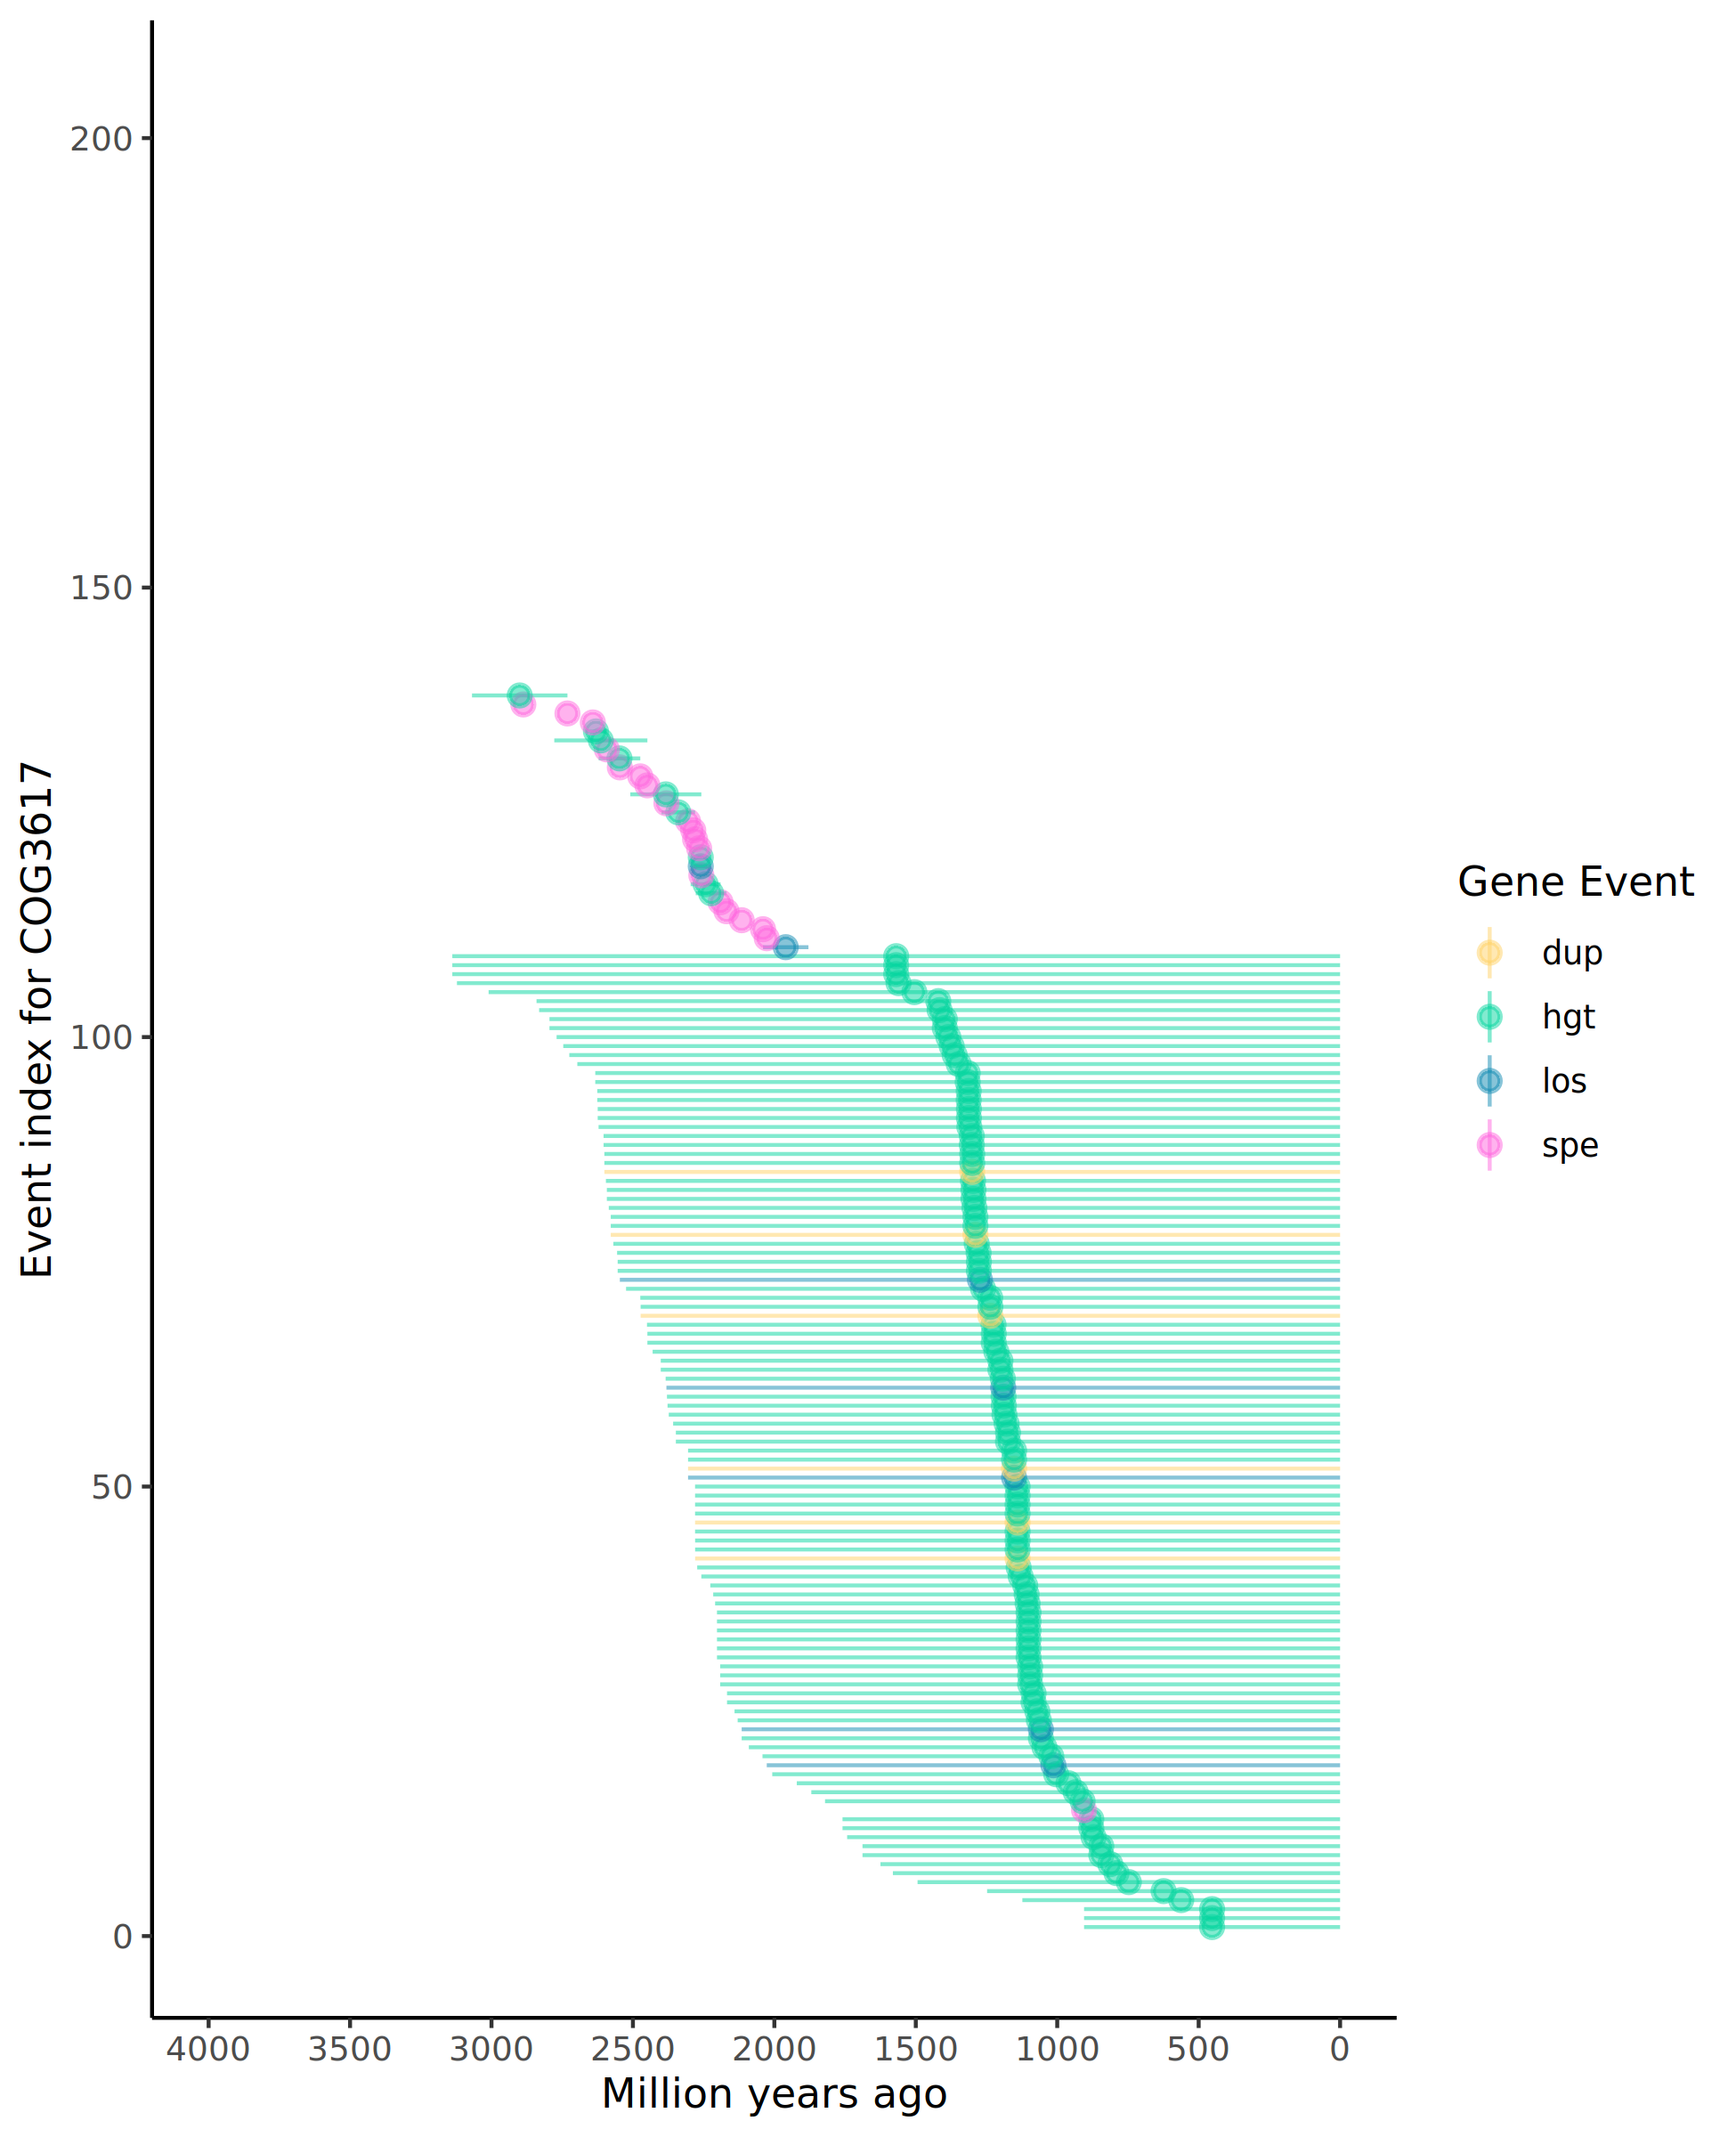 Event index for COG3617
200
150
100
50
0
4000 3500 3000 2500 2000 1500 1000 500 0
Million years ago
Gene Event
dup
hgt
los
spe